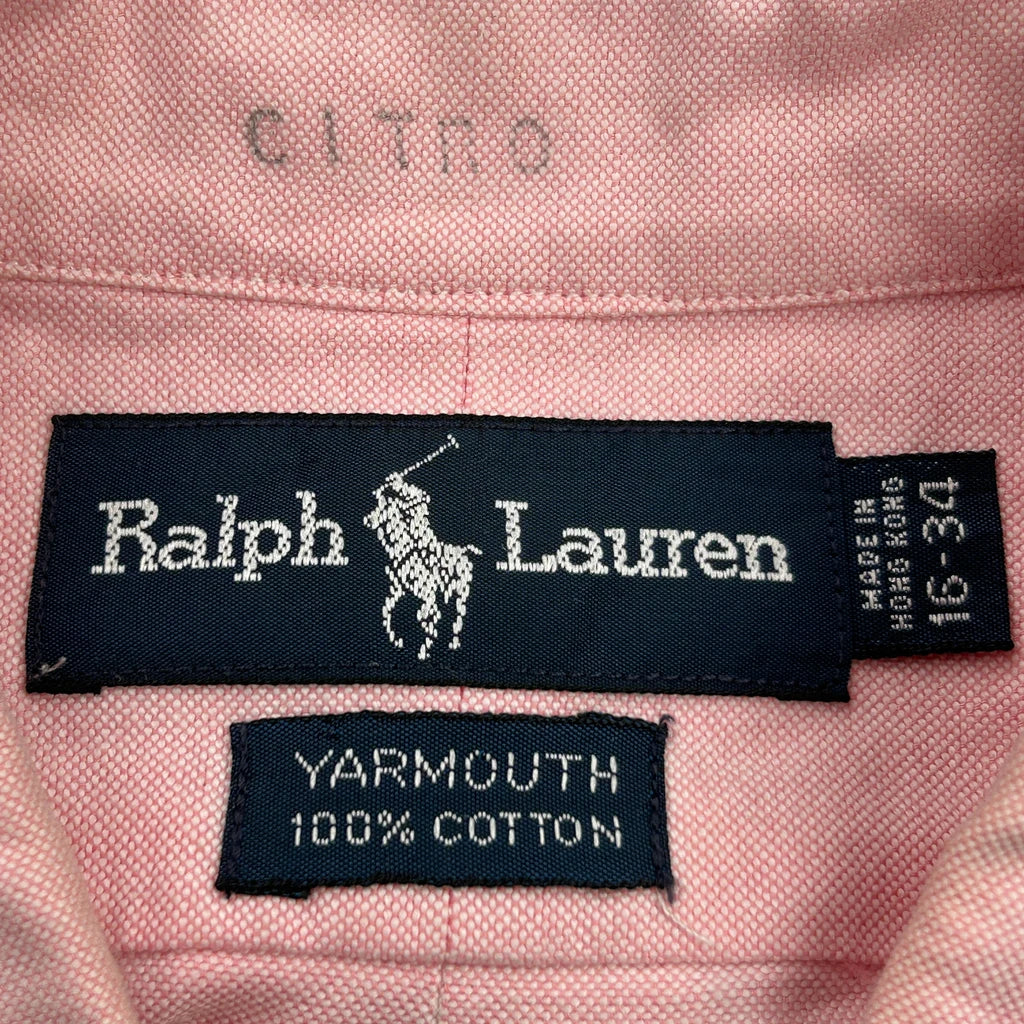 CITRO
Ralph Lauren
MADE IN
HONG KONG
16-34
YARMOUTH
100% COTTON